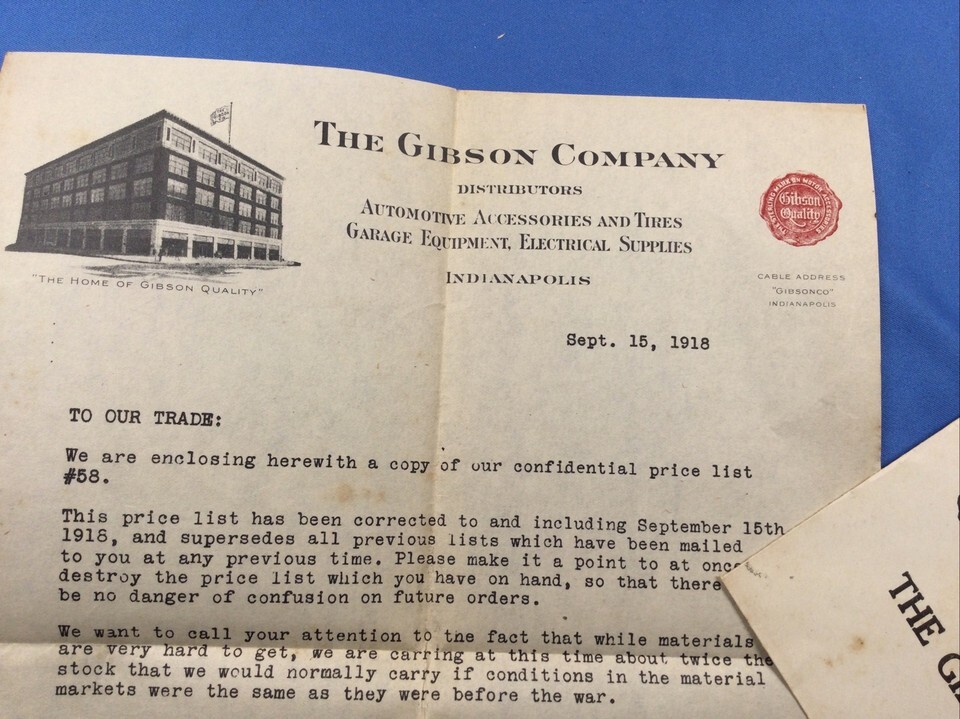 THE GIBSON COMPANY
DISTRIBUTORS
AUTOMOTIVE ACCESSORIES AND TIRES
GARAGE EQUIPMENT, ELECTRICAL SUPPLIES
INDIANAPOLIS
"THE HOME OF GIBSON QUALITY"
THE STERLING MARK ON MOTOR ACCESSORIES
Gibson
Quality
CABLE ADDRESS
"GIBSONCO"
INDIANAPOLIS
Sept. 15, 1918
TO OUR TRADE:
We are enclosing herewith a copy of our confidential price list
#58.
This price list has been corrected to and including September 15th
1918, and supersedes all previous lists which have been mailed
to you at any previous time. Please make it a point to at once
destroy the price list which you have on hand, so that there
be no danger of confusion on future orders.
We want to call your attention to the fact that while materials
are very hard to get, we are carring at this time about twice the
stock that we would normally carry if conditions in the material
markets were the same as they were before the war.
THE